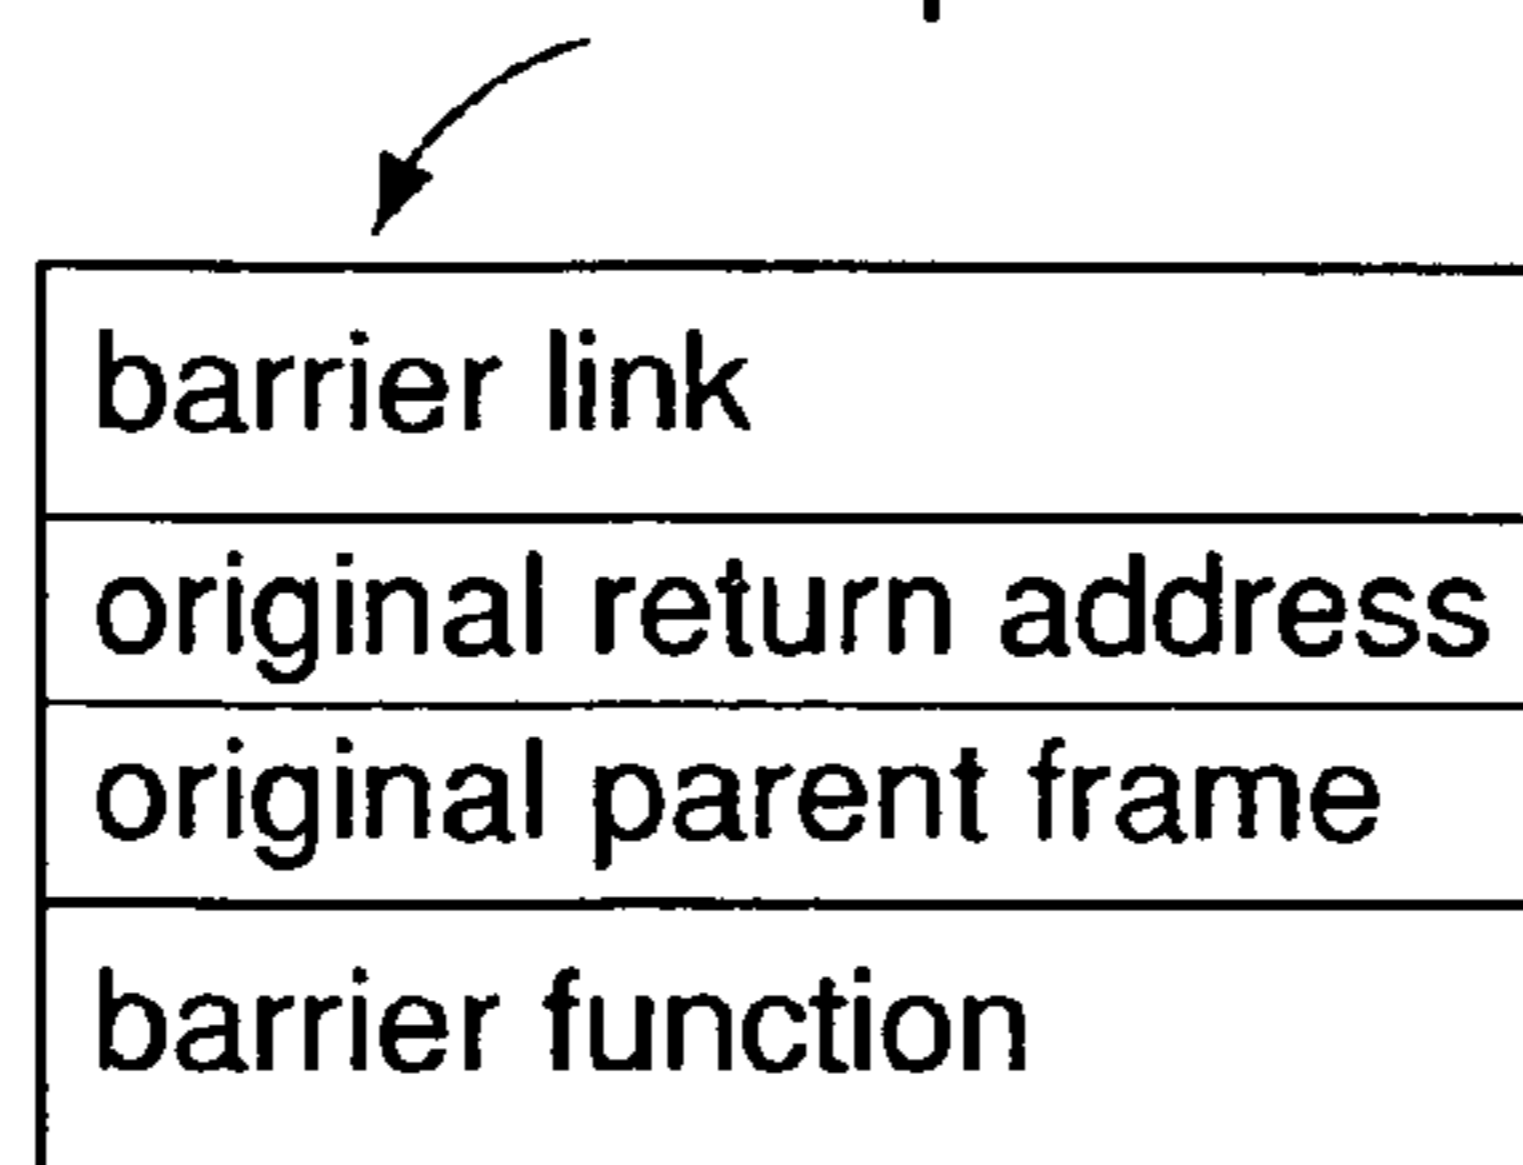 barrier link
original return address
original parent frame
barrier function